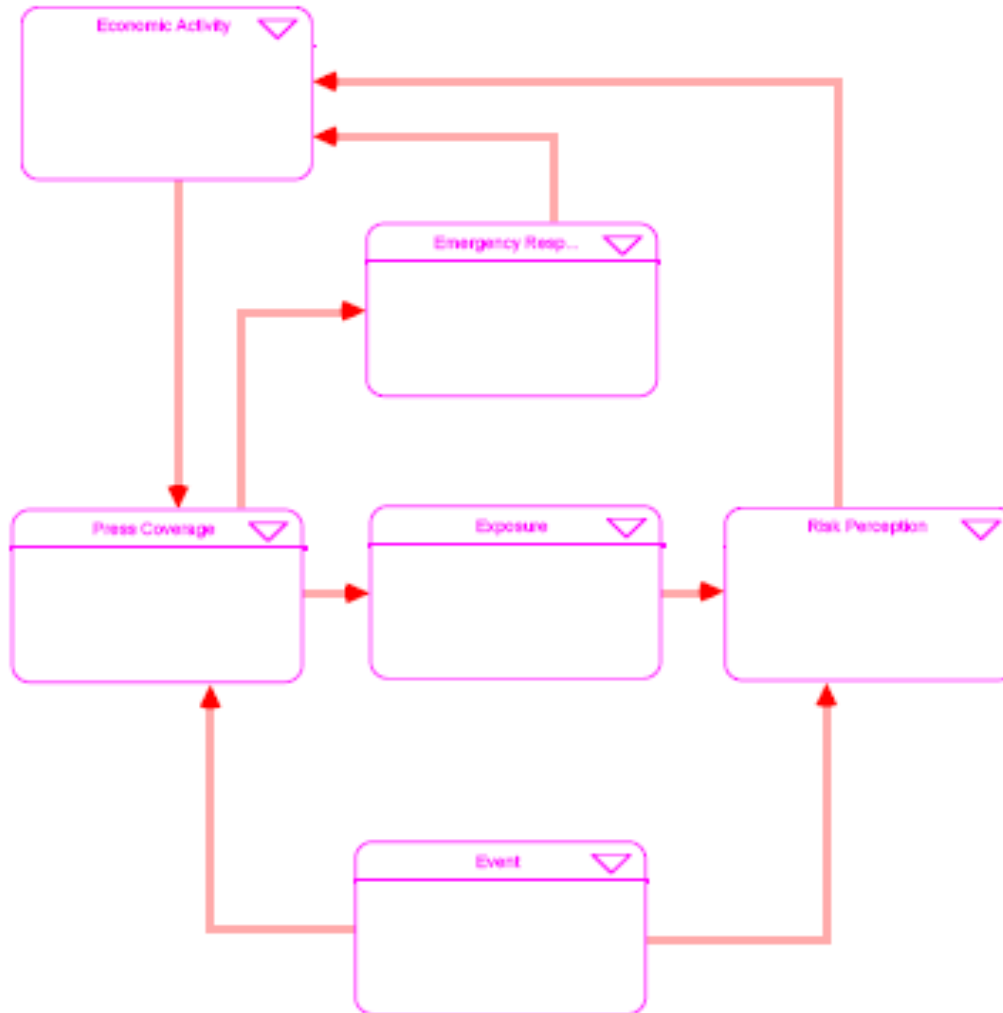 Economic Activity
Emergency Resp...
Press Coverage
Exposure
Risk Perception
Event